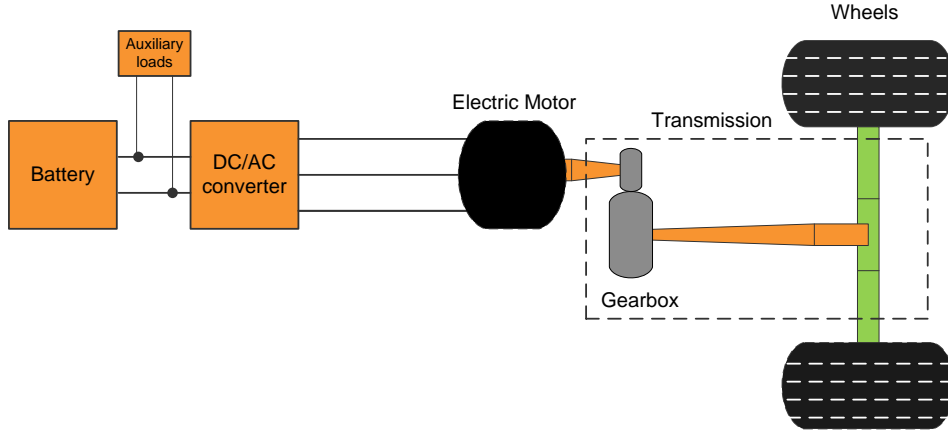 Wheels
Auxiliary
loads
Electric Motor
Transmission
Battery
DC/AC
converter
Gearbox